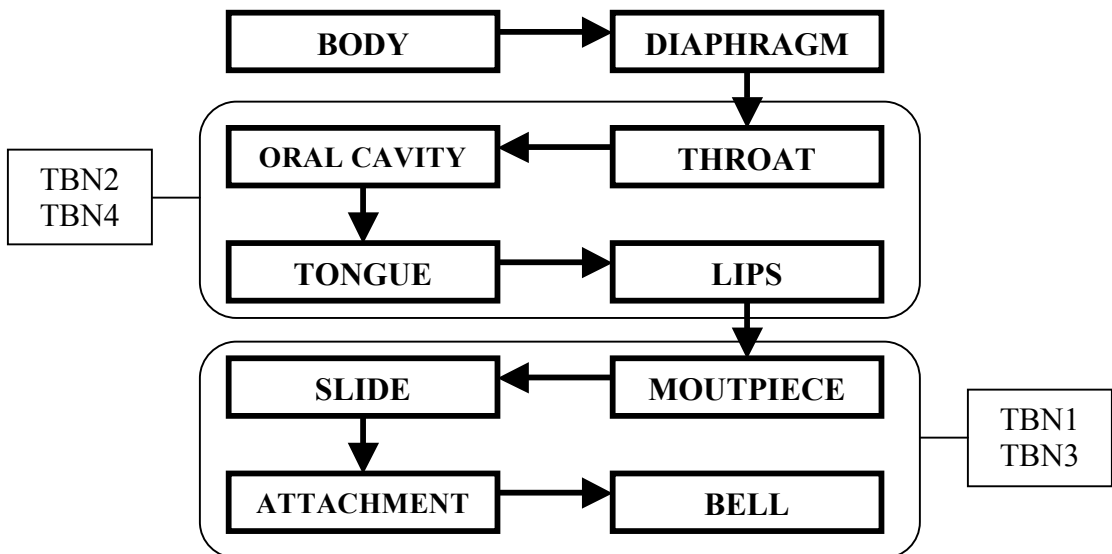 BODY
DIAPHRAGM
ORAL CAVITY
THROAT
TBN2
TBN4
TONGUE
LIPS
SLIDE
MOUTPIECE
TBN1
TBN3
ATTACHMENT
BELL